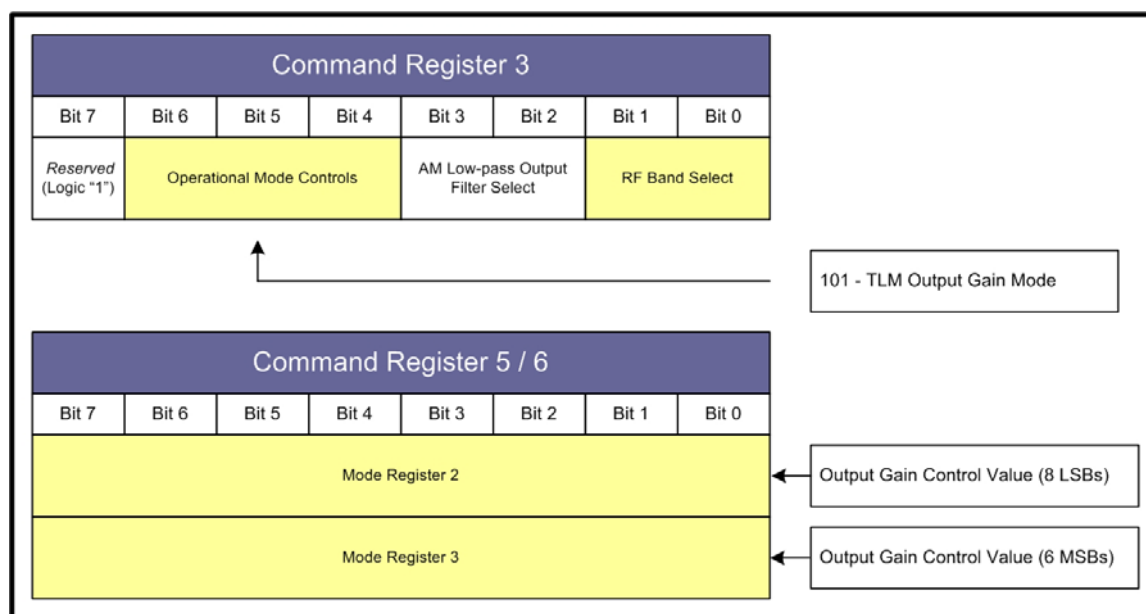 Command Register 3
Bit 7 Bit 6 Bit 5 Bit 4 Bit 3 Bit 2 Bit 1 Bit 0
Reserved
(Logic “1”)
Operational Mode Controls
AM Low-pass Output
Filter Select
RF Band Select
101 - TLM Output Gain Mode
Command Register 5 / 6
Bit 7 Bit 6 Bit 5 Bit 4 Bit 3 Bit 2 Bit 1 Bit 0
Mode Register 2
Output Gain Control Value (8 LSBs)
Mode Register 3
Output Gain Control Value (6 MSBs)